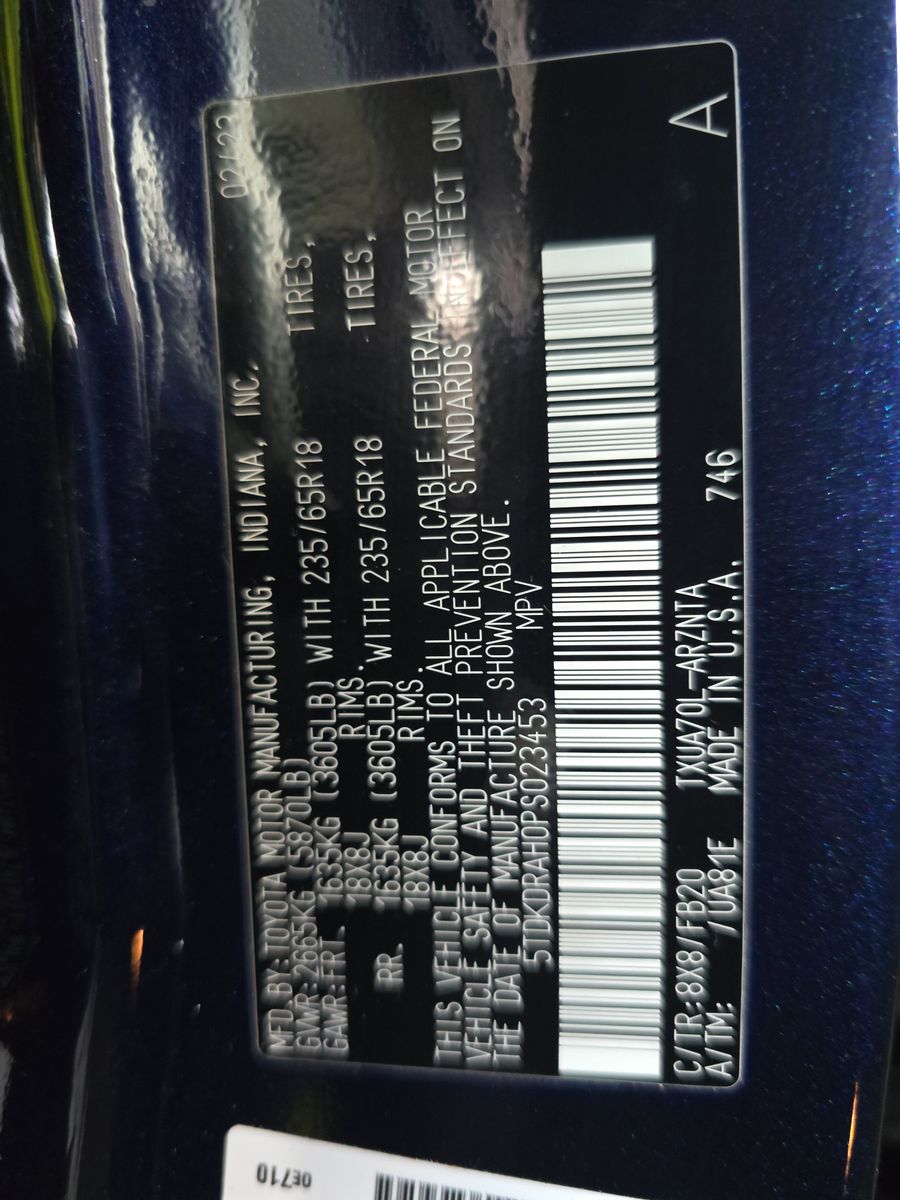 MFD BY: TOYOTA MOTOR MANUFACTURING, INDIANA, INC. 02/23
GVWR: 2665KG (5870LB)
GAWR: FRT. 1635KG (3605LB) WITH 235/65R18 TIRES,
18X8J RIMS.
RR. 1635KG (3605LB) WITH 235/65R18 TIRES,
18X8J RIMS.
THIS VEHICLE CONFORMS TO ALL APPLICABLE FEDERAL MOTOR
VEHICLE SAFETY AND THEFT PREVENTION STANDARDS IN EFFECT ON
THE DATE OF MANUFACTURE SHOWN ABOVE.
5TDKDRAH0PS023453 MPV
C/TR: 8X8/FB20 TXUA70L-ARZNTA
A/TM: /UA81E MADE IN U.S.A. 746 A
0E710